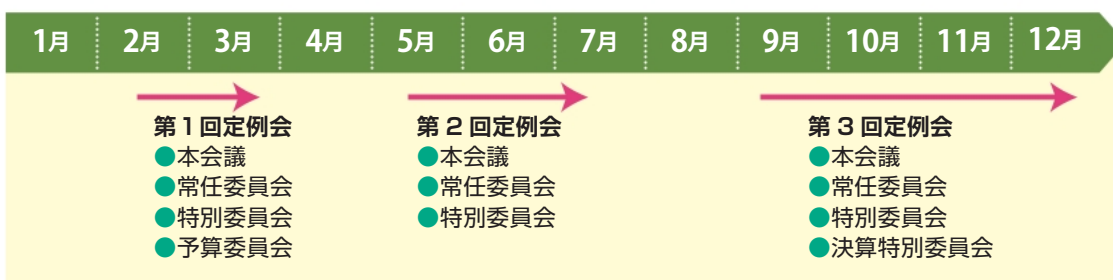 1月 2月 3月 4月 5月 6月 7月 8月 9月 10月 11月 12月
第1回定例会
●本会議
●常任委員会
●特別委員会
●予算委員会
第2回定例会
●本会議
●常任委員会
●特別委員会
第3回定例会
●本会議
●常任委員会
●特別委員会
●決算特別委員会